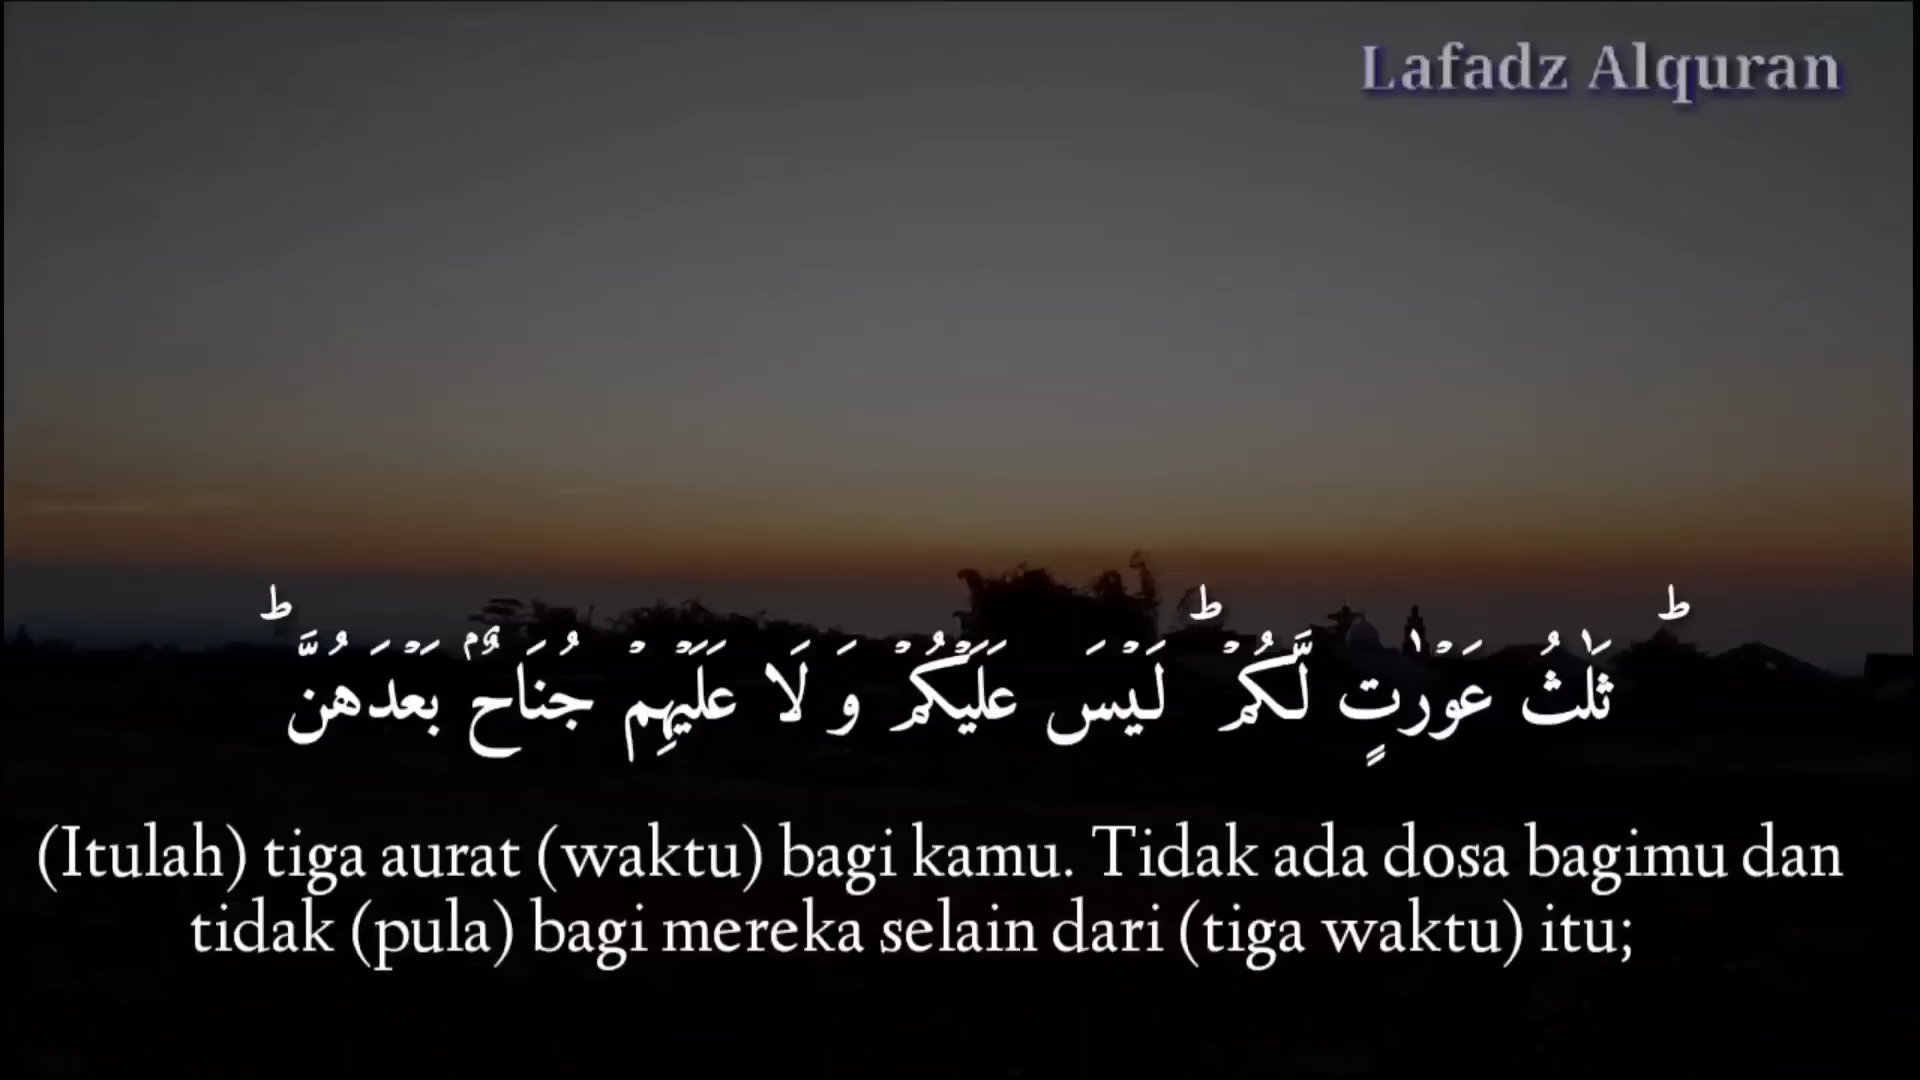 Lafadz Alquran
ؕ ثَلٰثُ عَوْرٰتٍ لَّكُمْ ؕ لَيْسَ عَلَيْكُمْ وَ لَا عَلَيْهِمْ جُنَاحٌۢ بَعْدَهُنَّ ؕ
(Itulah) tiga aurat (waktu) bagi kamu. Tidak ada dosa bagimu dan
tidak (pula) bagi mereka selain dari (tiga waktu) itu;